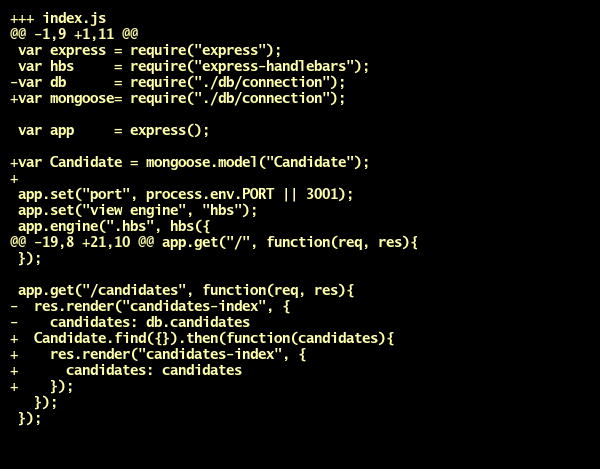 +++ index.js
@@ -1,9 +1,11 @@
 var express = require("express");
 var hbs     = require("express-handlebars");
-var db      = require("./db/connection");
+var mongoose= require("./db/connection");

 var app     = express();

+var Candidate = mongoose.model("Candidate");
+
 app.set("port", process.env.PORT || 3001);
 app.set("view engine", "hbs");
 app.engine(".hbs", hbs({
@@ -19,8 +21,10 @@ app.get("/", function(req, res){
 });

 app.get("/candidates", function(req, res){
-  res.render("candidates-index", {
-    candidates: db.candidates
+  Candidate.find({}).then(function(candidates){
+    res.render("candidates-index", {
+      candidates: candidates
+    });
   });
 });